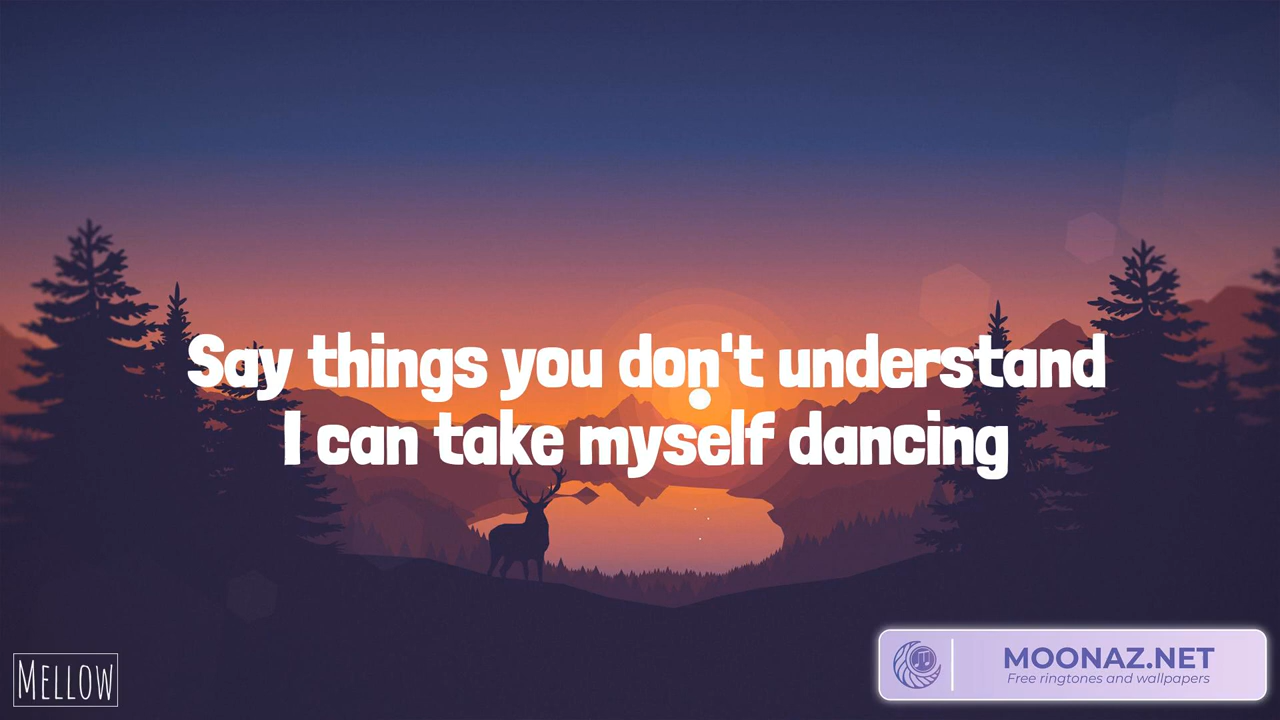 Say things you don't understand
I can take myself dancing
MELLOW
MOONAZ.NET
Free ringtones and wallpapers